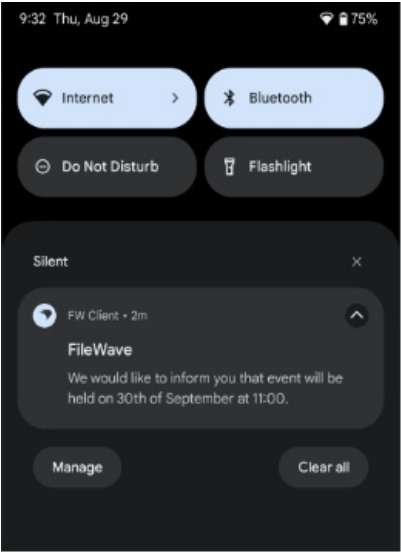 9:32 Thu, Aug 29 75%
Internet Bluetooth
Do Not Disturb Flashlight
Silent
FW Client • 2m
FileWave
We would like to inform you that event will be
held on 30th of September at 11:00.
Manage Clear all